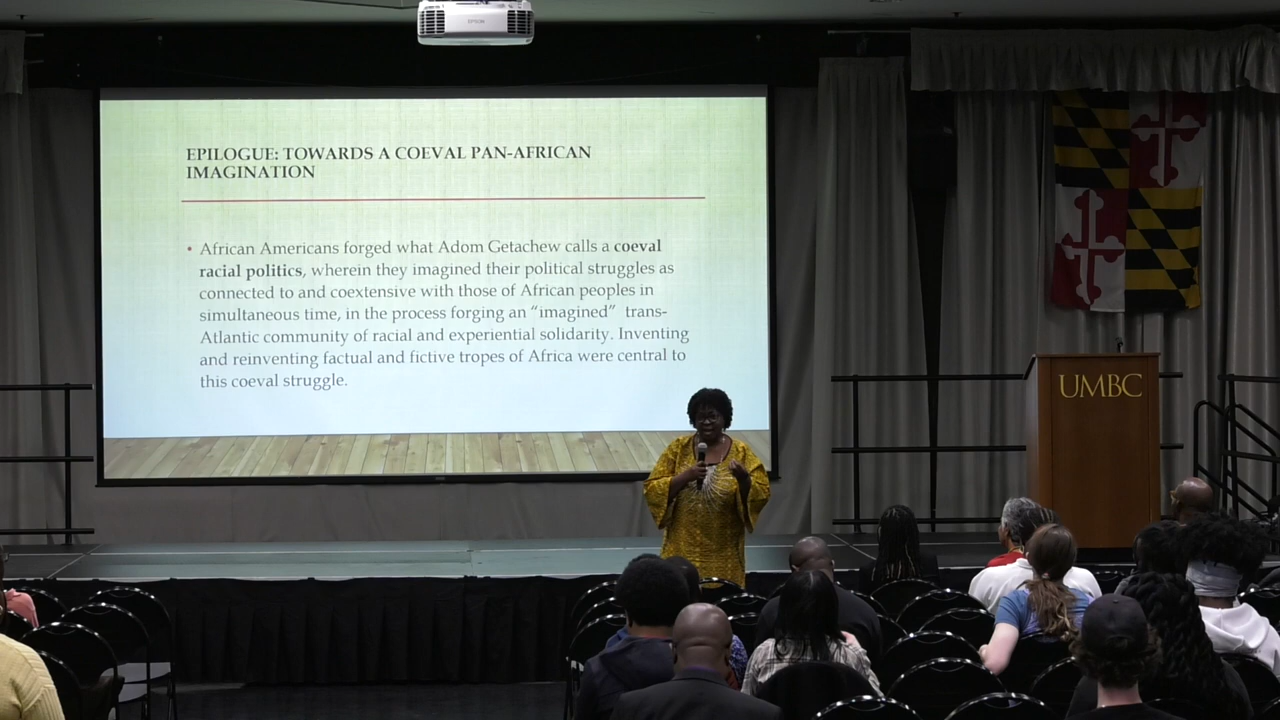 EPSON
EPILOGUE: TOWARDS A COEVAL PAN-AFRICAN
IMAGINATION
• African Americans forged what Adom Getachew calls a coeval
racial politics, wherein they imagined their political struggles as
connected to and coextensive with those of African peoples in
simultaneous time, in the process forging an “imagined” trans-
Atlantic community of racial and experiential solidarity. Inventing
and reinventing factual and fictive tropes of Africa were central to
this coeval struggle.
UMBC